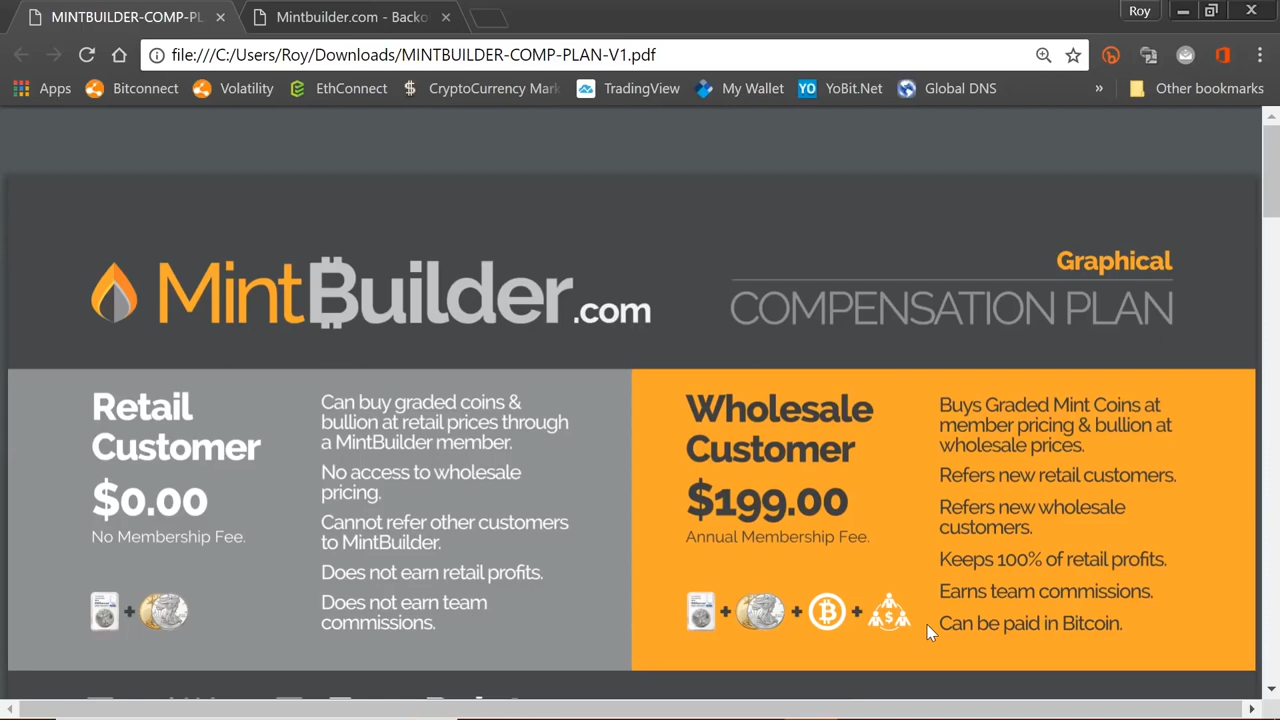 MINTBUILDER-COMP-PL
Mintbuilder.com - Backo
Roy
file:///C:/Users/Roy/Downloads/MINTBUILDER-COMP-PLAN-V1.pdf
Apps
Bitconnect
Volatility
EthConnect
CryptoCurrency Mark
TradingView
My Wallet
YO YoBit.Net
Global DNS
»
Other bookmarks
MintBuilder.com
Graphical
COMPENSATION PLAN
Retail
Customer
$0.00
No Membership Fee.
Can buy graded coins &
bullion at retail prices through
a MintBuilder member.
No access to wholesale
pricing.
Cannot refer other customers
to MintBuilder.
Does not earn retail profits.
Does not earn team
commissions.
Wholesale
Customer
$199.00
Annual Membership Fee.
Buys Graded Mint Coins at
member pricing & bullion at
wholesale prices.
Refers new retail customers.
Refers new wholesale
customers.
Keeps 100% of retail profits.
Earns team commissions.
Can be paid in Bitcoin.